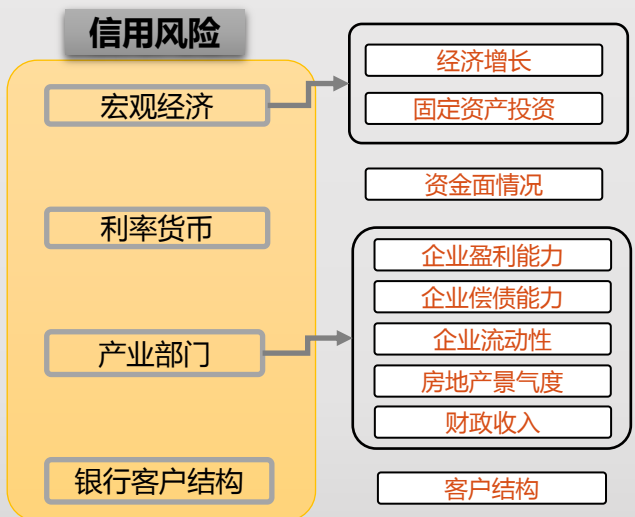 信用风险
宏观经济
经济增长
固定资产投资
利率货币
资金面情况
产业部门
企业盈利能力
企业偿债能力
企业流动性
房地产景气度
财政收入
银行客户结构
客户结构